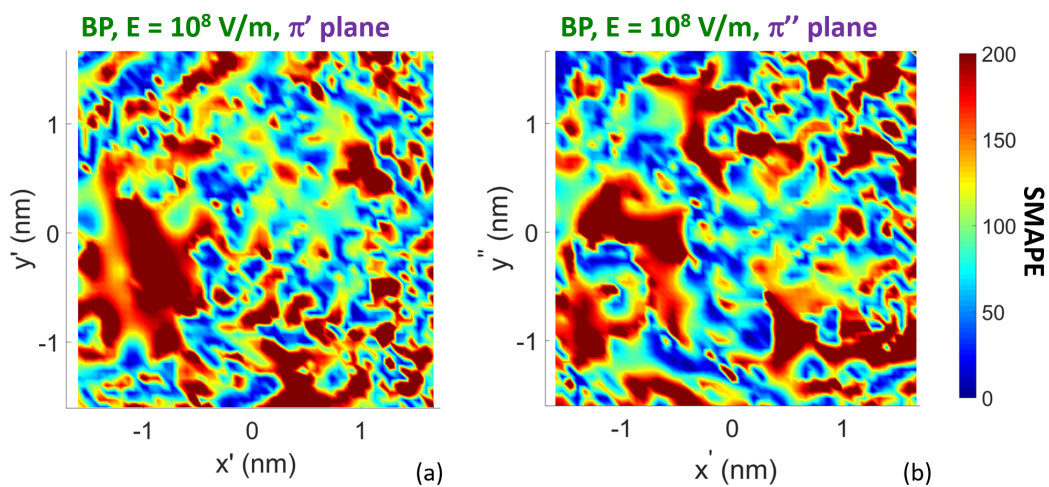 BP, E = 10⁸ V/m, π' plane
BP, E = 10⁸ V/m, π'' plane
y' (nm)
1
0
-1
-1
0
1
x' (nm)
(a)
y" (nm)
1
0
-1
-1
0
1
x' (nm)
(b)
200
150
100
50
0
SMAPE